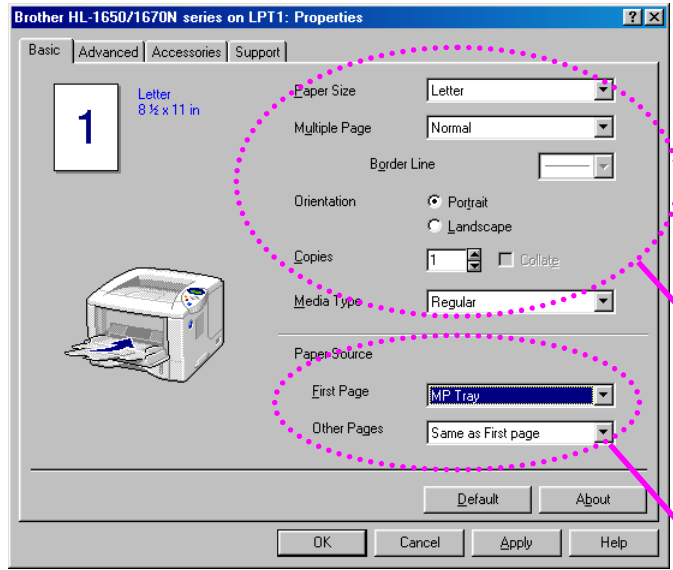 Brother HL-1650/1670N series on LPT1: Properties ? X
Basic Advanced Accessories Support
1
Letter
8 ½ x 11 in
Paper Size Letter
Multiple Page Normal
Border Line
Orientation Portrait
Landscape
Copies 1 Collate
Media Type Regular
Paper Source
First Page MP Tray
Other Pages Same as First page
Default About
OK Cancel Apply Help